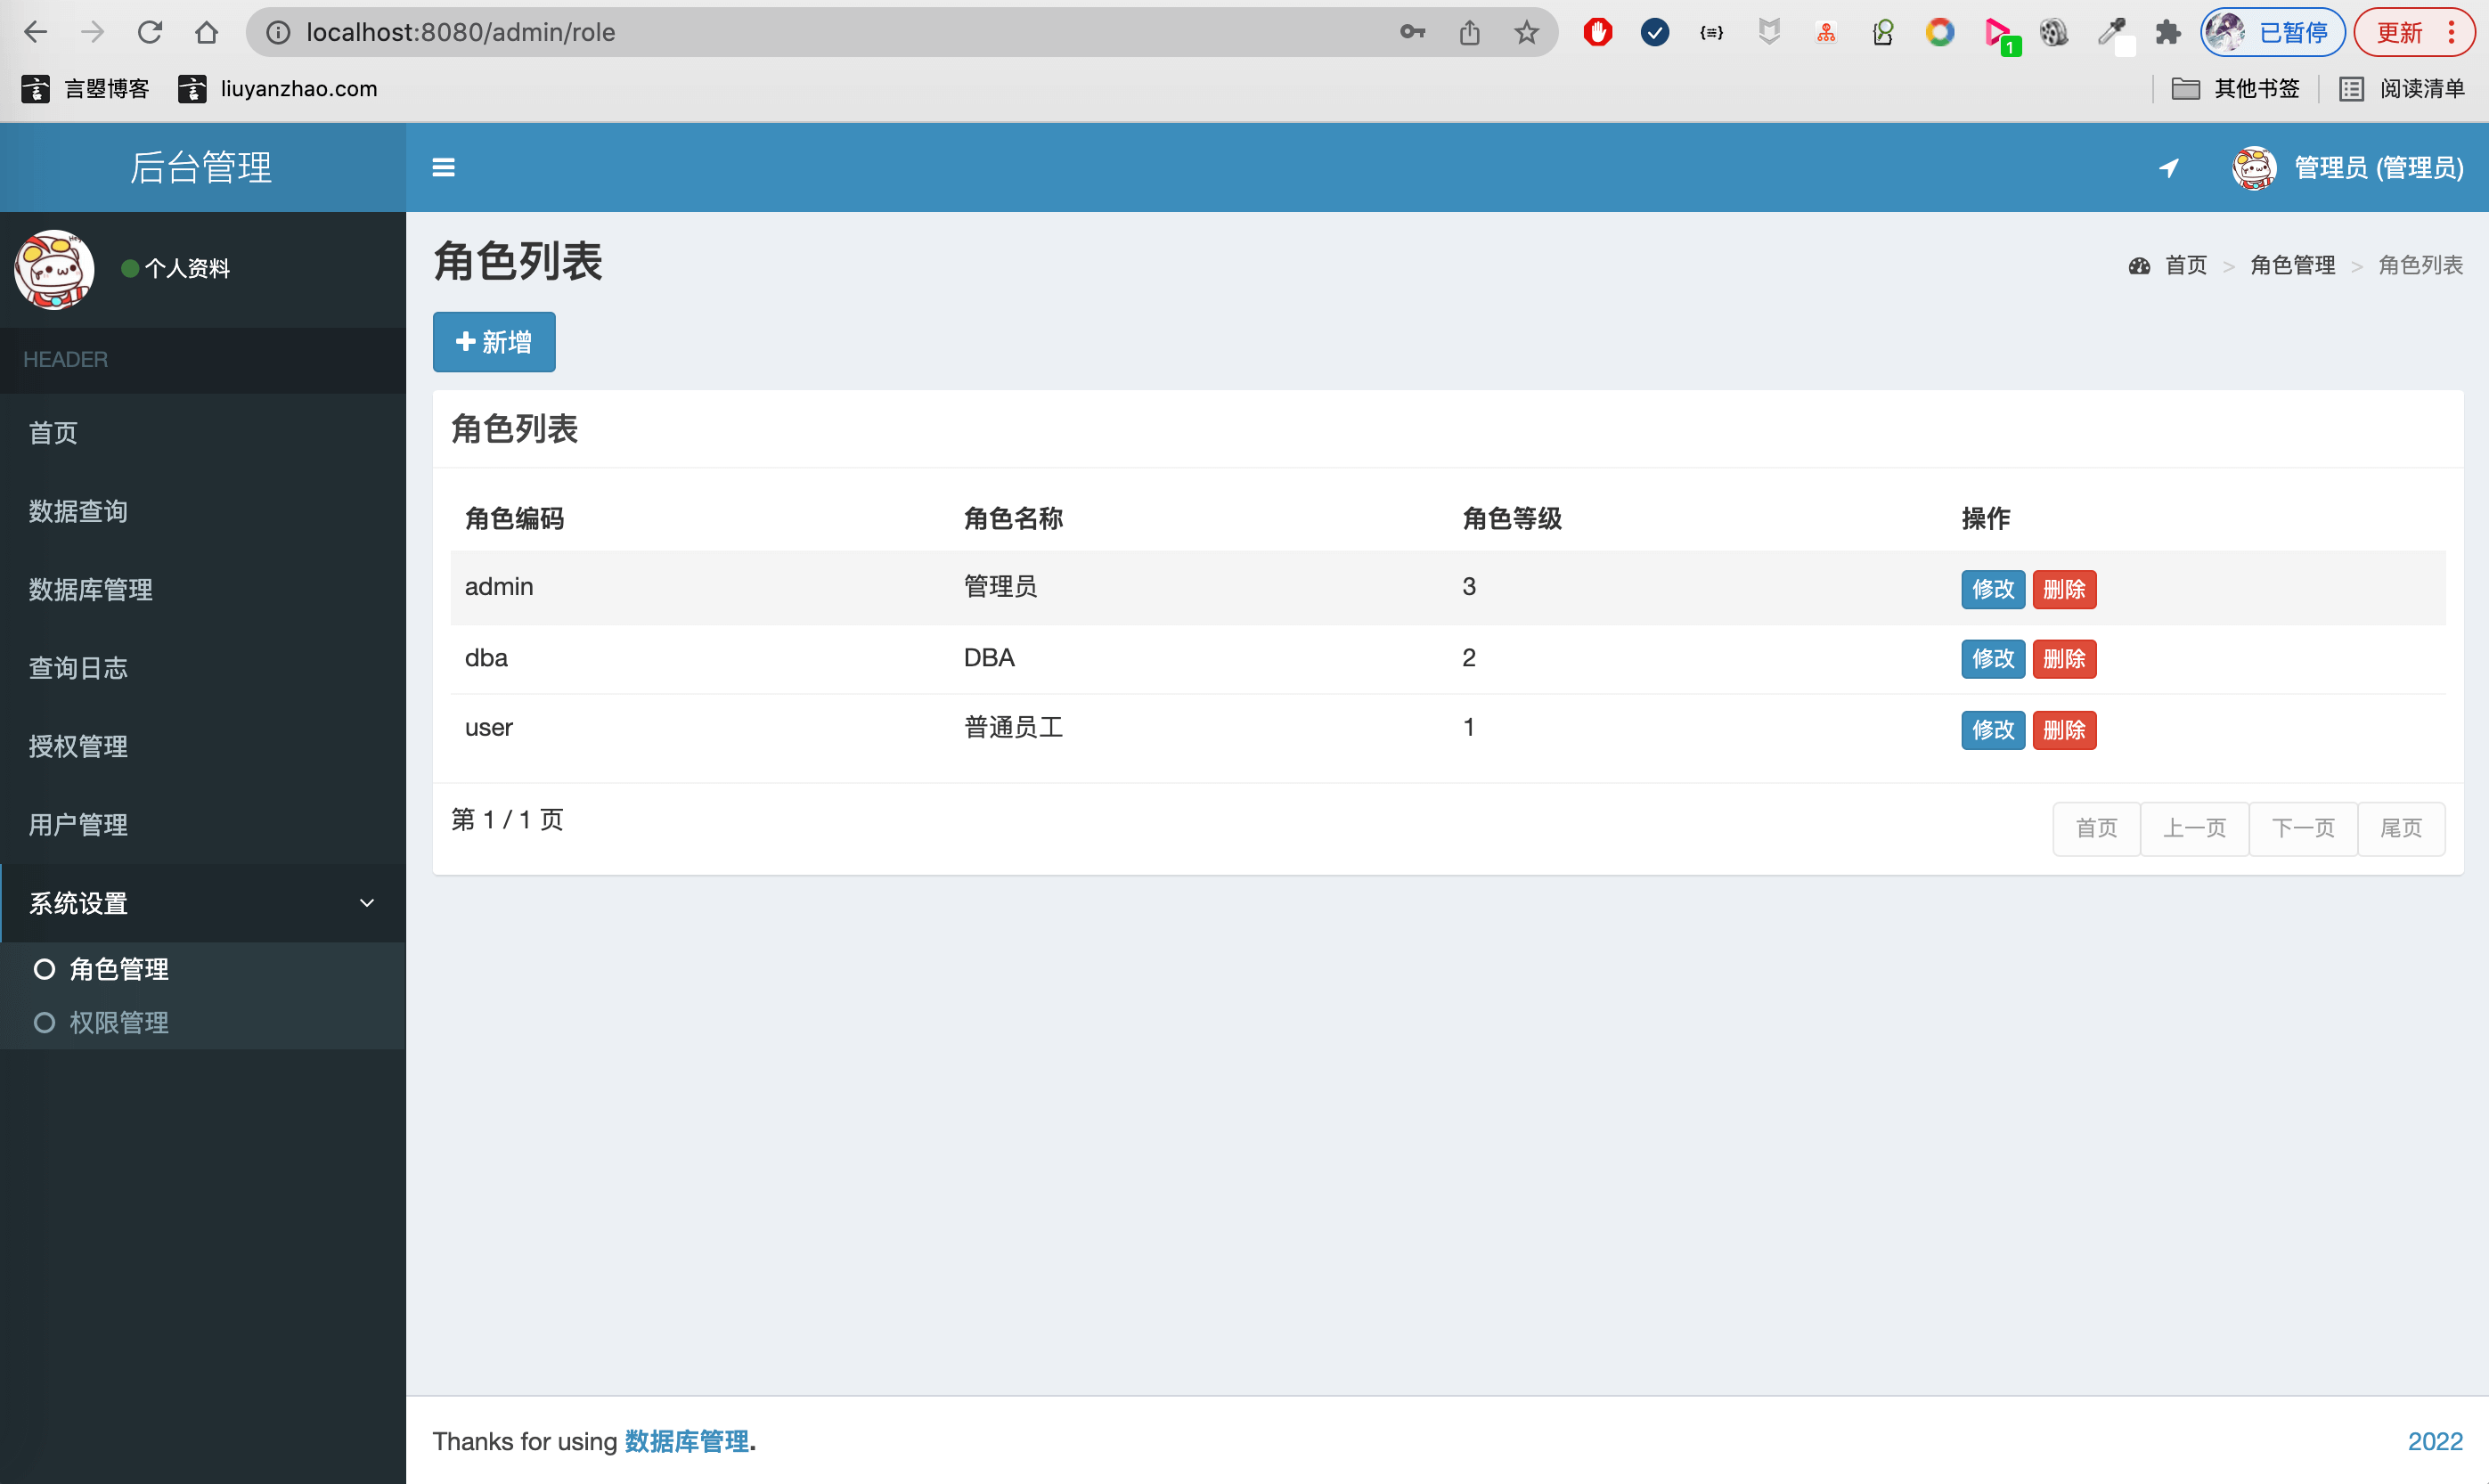 localhost:8080/admin/role
1
已暂停
更新
言曌博客
liuyanzhao.com
其他书签
阅读清单
后台管理
管理员 (管理员)
个人资料
HEADER
首页
数据查询
数据库管理
查询日志
授权管理
用户管理
系统设置
角色管理
权限管理
角色列表
首页 > 角色管理 > 角色列表
新增
角色列表
角色编码 角色名称 角色等级 操作
admin 管理员 3 修改 删除
dba DBA 2 修改 删除
user 普通员工 1 修改 删除
第 1 / 1 页
首页 上一页 下一页 尾页
Thanks for using 数据库管理.
2022